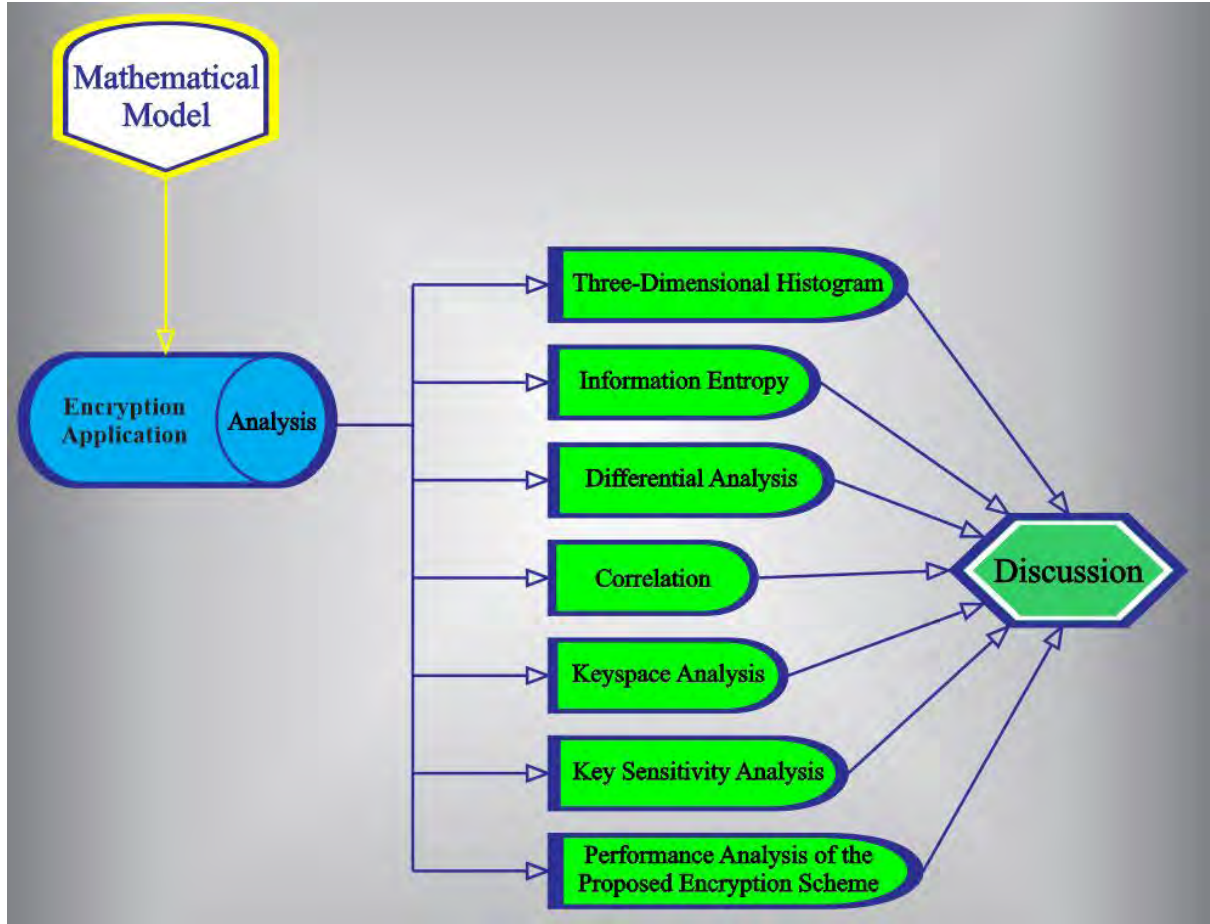 Mathematical
Model
Encryption
Application
Analysis
Three-Dimensional Histogram
Information Entropy
Differential Analysis
Correlation
Keyspace Analysis
Key Sensitivity Analysis
Performance Analysis of the
Proposed Encryption Scheme
Discussion